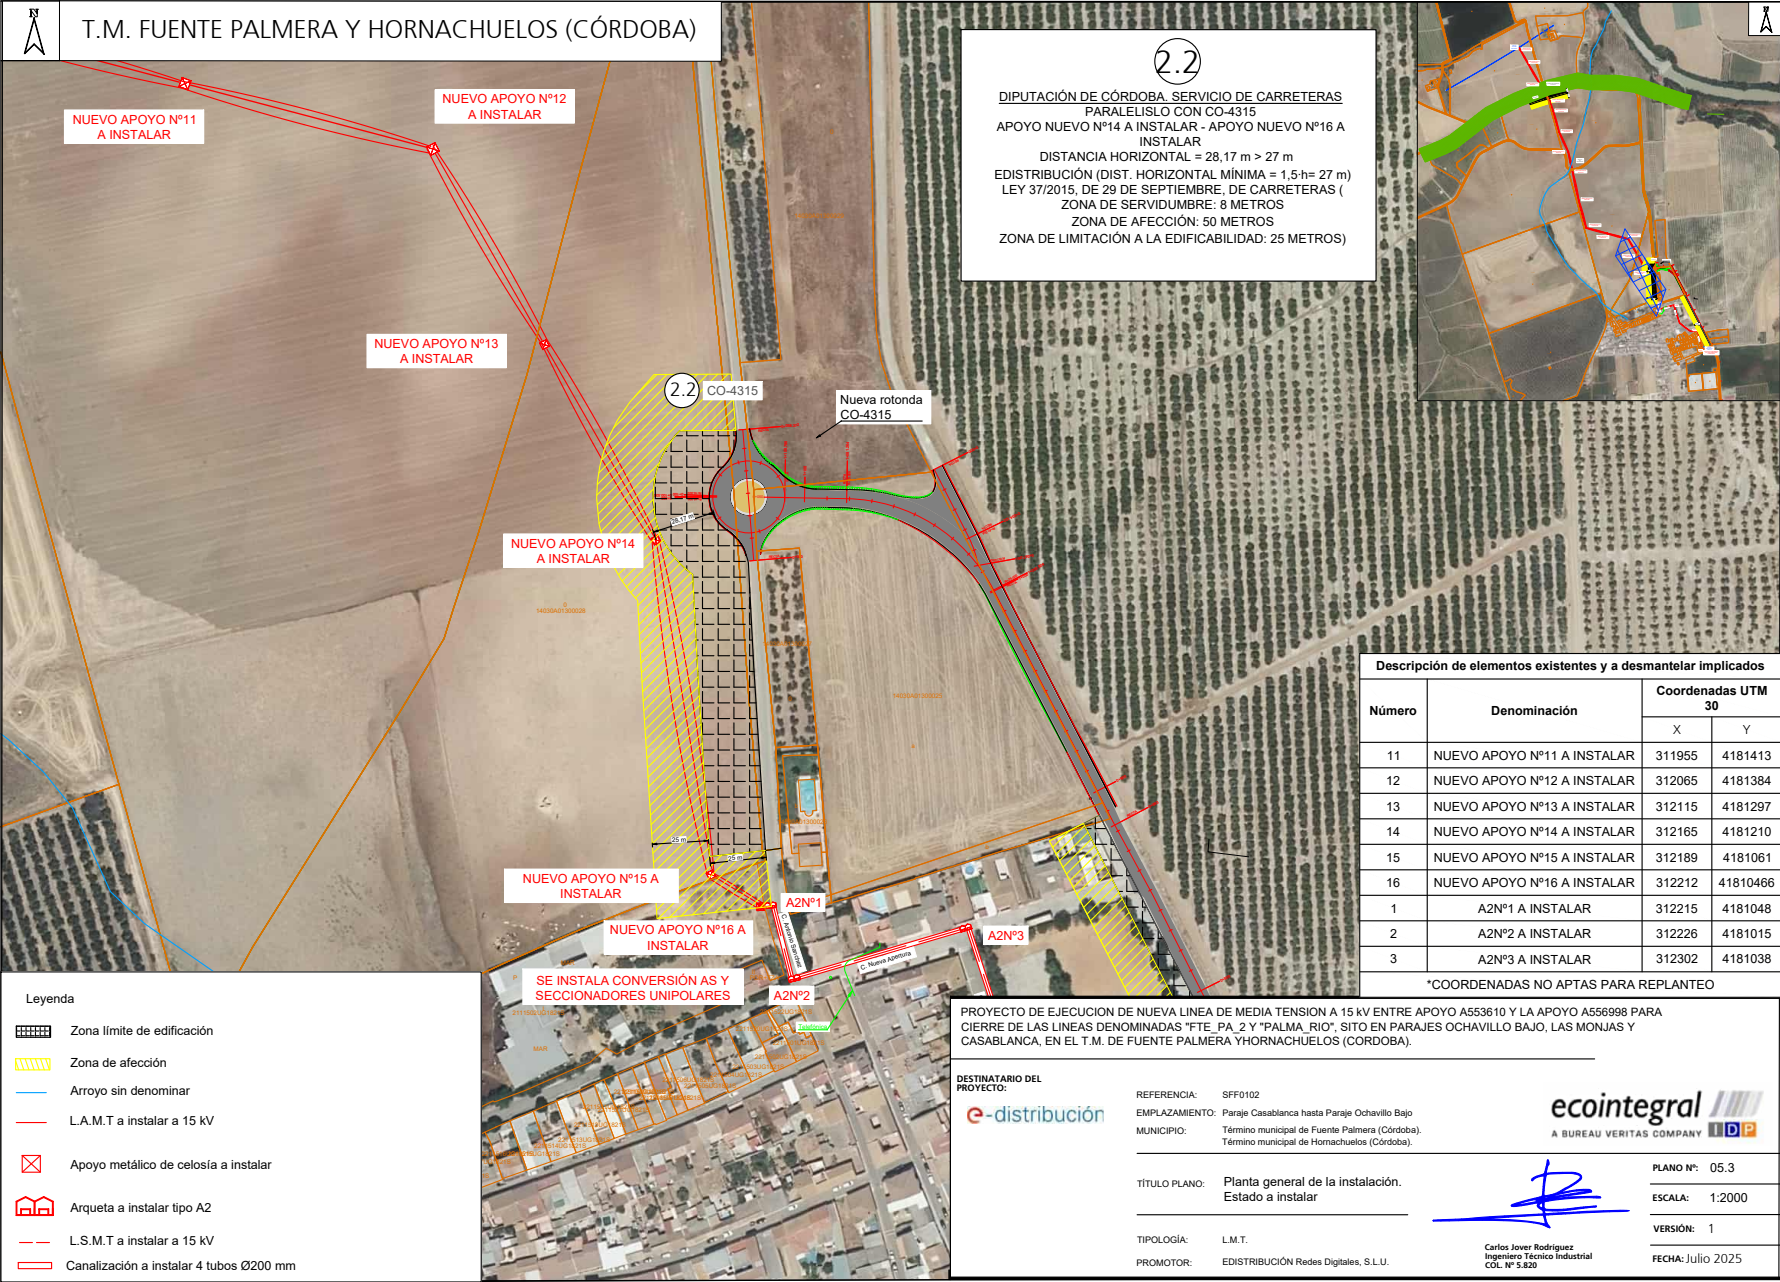 N
T.M. FUENTE PALMERA Y HORNACHUELOS (CÓRDOBA)
NUEVO APOYO Nº11
A INSTALAR
NUEVO APOYO Nº12
A INSTALAR
NUEVO APOYO Nº13
A INSTALAR
2.2
DIPUTACIÓN DE CÓRDOBA. SERVICIO DE CARRETERAS
PARALELISLO CON CO-4315
APOYO NUEVO Nº14 A INSTALAR - APOYO NUEVO Nº16 A
INSTALAR
DISTANCIA HORIZONTAL = 28,17 m > 27 m
EDISTRIBUCIÓN (DIST. HORIZONTAL MÍNIMA = 1,5·h= 27 m)
LEY 37/2015, DE 29 DE SEPTIEMBRE, DE CARRETERAS (
ZONA DE SERVIDUMBRE: 8 METROS
ZONA DE AFECCIÓN: 50 METROS
ZONA DE LIMITACIÓN A LA EDIFICABILIDAD: 25 METROS)
N
2.2 CO-4315
Nueva rotonda
CO-4315
28,17 m
NUEVO APOYO Nº14
A INSTALAR
14030A01300028
14030A01300025
25 m
25 m
NUEVO APOYO Nº15 A
INSTALAR
A2Nº1
NUEVO APOYO Nº16 A
INSTALAR
C. Antonio Sanchez
A2Nº3
C. Nueva Apertura
SE INSTALA CONVERSIÓN AS Y
SECCIONADORES UNIPOLARES
A2Nº2
Descripción de elementos existentes y a desmantelar implicados
Número Denominación Coordenadas UTM
30
X Y
11 NUEVO APOYO Nº11 A INSTALAR 311955 4181413
12 NUEVO APOYO Nº12 A INSTALAR 312065 4181384
13 NUEVO APOYO Nº13 A INSTALAR 312115 4181297
14 NUEVO APOYO Nº14 A INSTALAR 312165 4181210
15 NUEVO APOYO Nº15 A INSTALAR 312189 4181061
16 NUEVO APOYO Nº16 A INSTALAR 312212 41810466
1 A2Nº1 A INSTALAR 312215 4181048
2 A2Nº2 A INSTALAR 312226 4181015
3 A2Nº3 A INSTALAR 312302 4181038
*COORDENADAS NO APTAS PARA REPLANTEO
Leyenda
Zona límite de edificación
Zona de afección
Arroyo sin denominar
L.A.M.T a instalar a 15 kV
Apoyo metálico de celosía a instalar
Arqueta a instalar tipo A2
L.S.M.T a instalar a 15 kV
Canalización a instalar 4 tubos Ø200 mm
PROYECTO DE EJECUCION DE NUEVA LINEA DE MEDIA TENSION A 15 kV ENTRE APOYO A553610 Y LA APOYO A556998 PARA
CIERRE DE LAS LINEAS DENOMINADAS "FTE_PA_2 Y "PALMA_RIO", SITO EN PARAJES OCHAVILLO BAJO, LAS MONJAS Y
CASABLANCA, EN EL T.M. DE FUENTE PALMERA YHORNACHUELOS (CORDOBA).
DESTINATARIO DEL
PROYECTO:
e-distribución
REFERENCIA: SFF0102
EMPLAZAMIENTO: Paraje Casablanca hasta Paraje Ochavillo Bajo
MUNICIPIO: Término municipal de Fuente Palmera (Córdoba).
Término municipal de Hornachuelos (Córdoba).
ecointegral
A BUREAU VERITAS COMPANY IDP
TÍTULO PLANO: Planta general de la instalación.
Estado a instalar
TIPOLOGÍA: L.M.T.
PROMOTOR: EDISTRIBUCIÓN Redes Digitales, S.L.U.
Carlos Jover Rodríguez
Ingeniero Técnico Industrial
COL. Nº 5.820
PLANO Nº: 05.3
ESCALA: 1:2000
VERSIÓN: 1
FECHA: Julio 2025